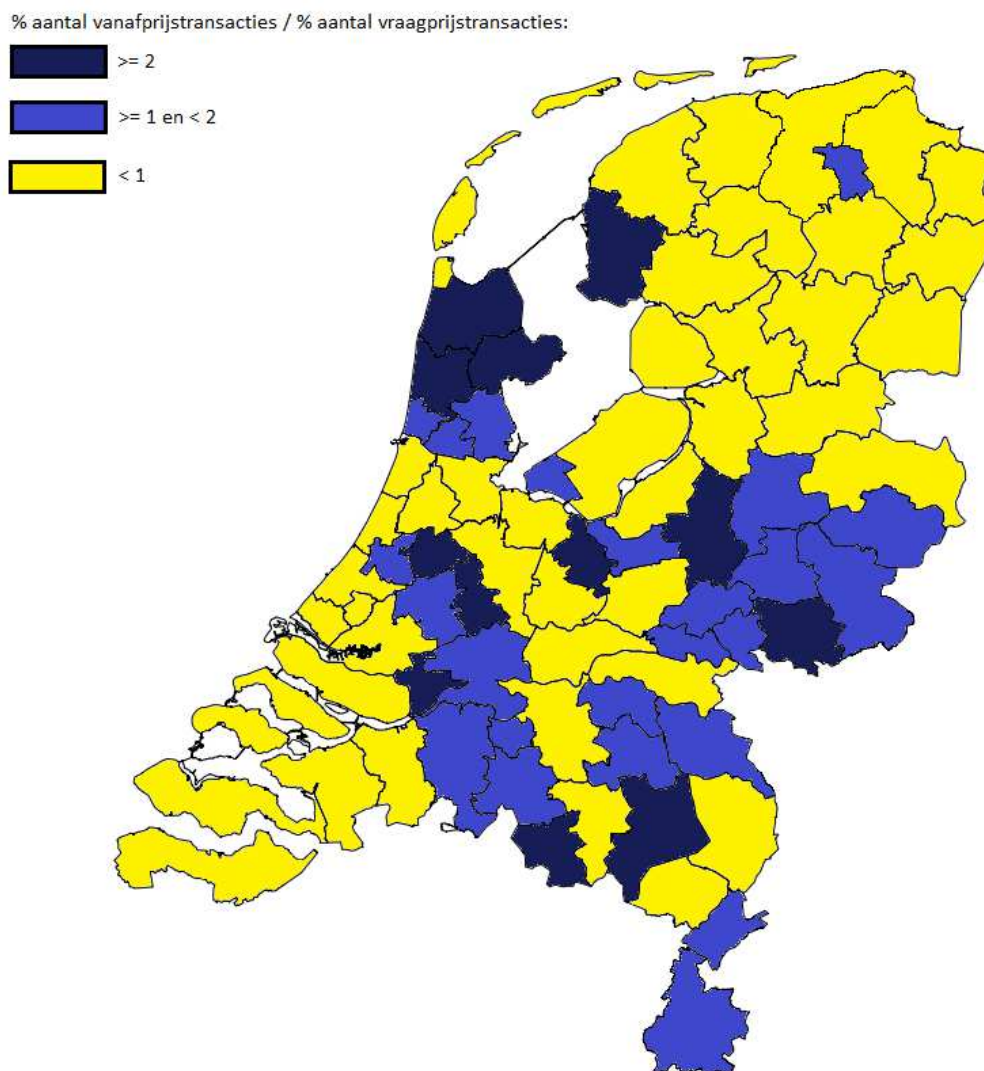 % aantal vanafprijstransacties / % aantal vraagprijstransacties:
>= 2
>= 1 en < 2
< 1